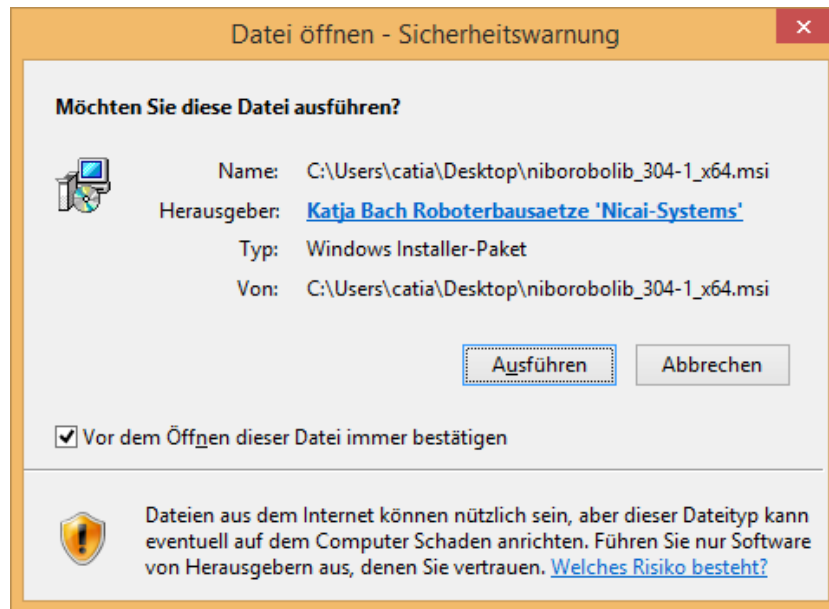 Datei öffnen - Sicherheitswarnung
Möchten Sie diese Datei ausführen?
Name: C:\Users\catia\Desktop\niborobolib_304-1_x64.msi
Herausgeber: Katja Bach Roboterbausaetze 'Nicai-Systems'
Typ: Windows Installer-Paket
Von: C:\Users\catia\Desktop\niborobolib_304-1_x64.msi
Ausführen Abbrechen
Vor dem Öffnen dieser Datei immer bestätigen
Dateien aus dem Internet können nützlich sein, aber dieser Dateityp kann
eventuell auf dem Computer Schaden anrichten. Führen Sie nur Software
von Herausgebern aus, denen Sie vertrauen. Welches Risiko besteht?